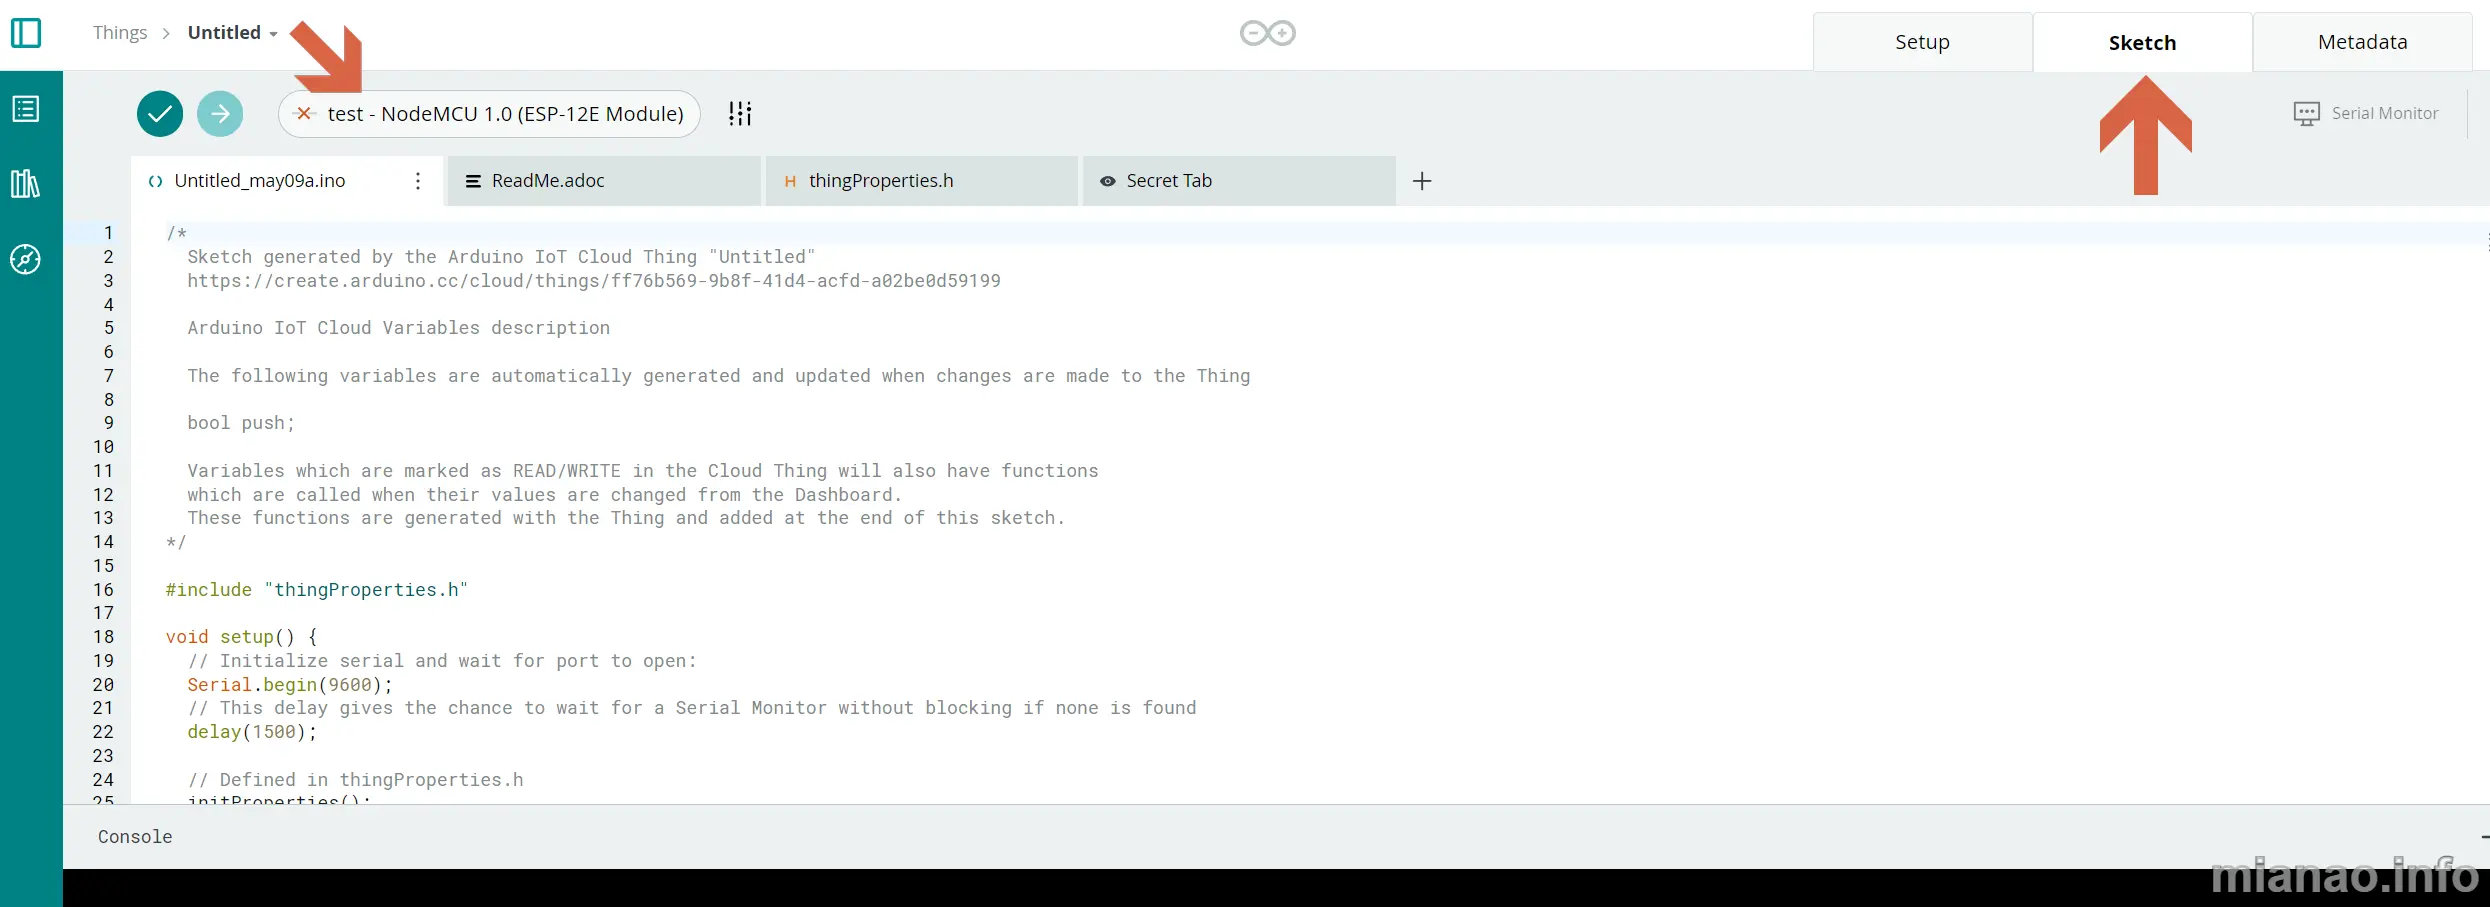 Things > Untitled
Setup
Sketch
Metadata
test - NodeMCU 1.0 (ESP-12E Module)
Serial Monitor
Untitled_may09a.ino
ReadMe.adoc
H thingProperties.h
Secret Tab
1 /*
2 Sketch generated by the Arduino IoT Cloud Thing "Untitled"
3 https://create.arduino.cc/cloud/things/ff76b569-9b8f-41d4-acfd-a02be0d59199
4
5 Arduino IoT Cloud Variables description
6
7 The following variables are automatically generated and updated when changes are made to the Thing
8
9 bool push;
10
11 Variables which are marked as READ/WRITE in the Cloud Thing will also have functions
12 which are called when their values are changed from the Dashboard.
13 These functions are generated with the Thing and added at the end of this sketch.
14 */
15
16 #include "thingProperties.h"
17
18 void setup() {
19 // Initialize serial and wait for port to open:
20 Serial.begin(9600);
21 // This delay gives the chance to wait for a Serial Monitor without blocking if none is found
22 delay(1500);
23
24 // Defined in thingProperties.h
25 initProperties();
Console
mianao.info